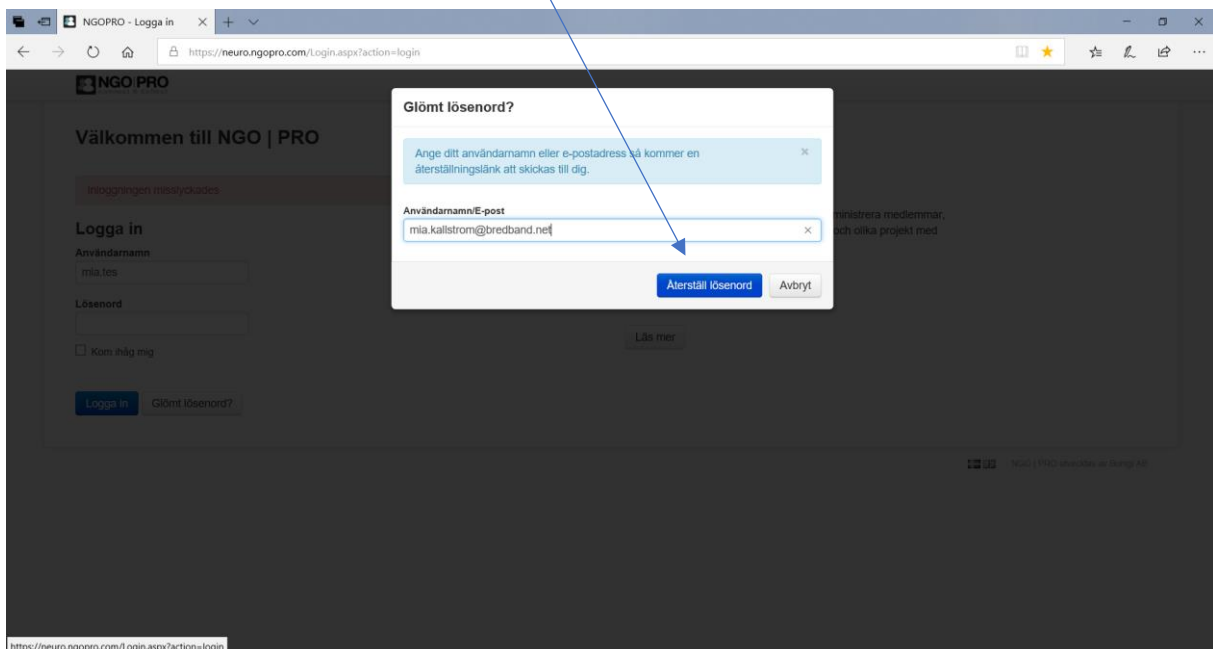 NGOPRO - Logga in
https://neuro.ngopro.com/Login.aspx?action=login
NGO PRO
Välkommen till NGO | PRO
Inloggningen misslyckades
Logga in
Användarnamn
mia.tes
Lösenord
Kom ihåg mig
Logga in
Glömt lösenord?
Glömt lösenord?
Ange ditt användarnamn eller e-postadress så kommer en
återställningslänk att skickas till dig.
Användarnamn/E-post
mia.kallstrom@bredband.net
Återställ lösenord
Avbryt
ministrera medlemmar,
och olika projekt med
Läs mer
NGO | PRO
https://neuro.ngopro.com/Login.aspx?action=login